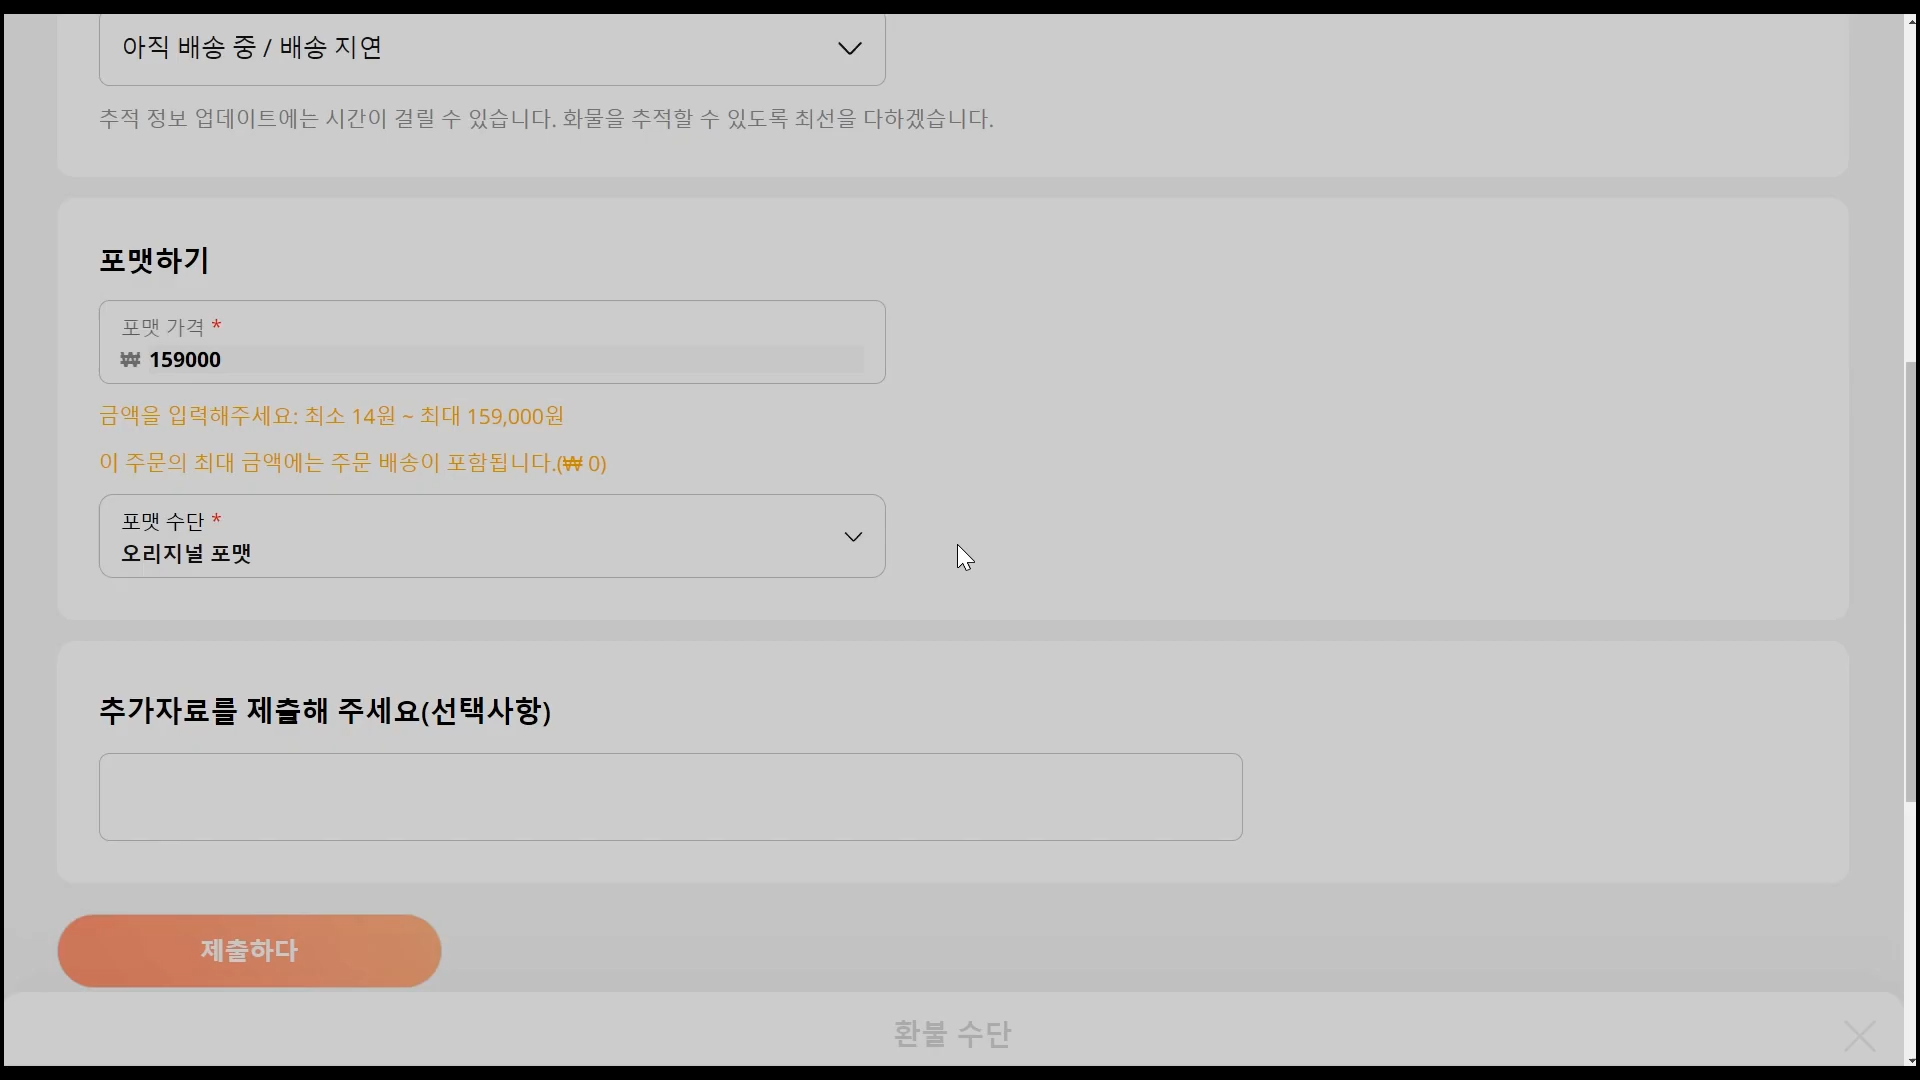 아직 배송 중 / 배송 지연
추적 정보 업데이트에는 시간이 걸릴 수 있습니다. 화물을 추적할 수 있도록 최선을 다하겠습니다.
포맷하기
포맷 가격 *
₩ 159000
금액을 입력해주세요: 최소 14원 ~ 최대 159,000원
이 주문의 최대 금액에는 주문 배송이 포함됩니다.(₩ 0)
포맷 수단 *
오리지널 포맷
추가자료를 제출해 주세요(선택사항)
제출하다
환불 수단